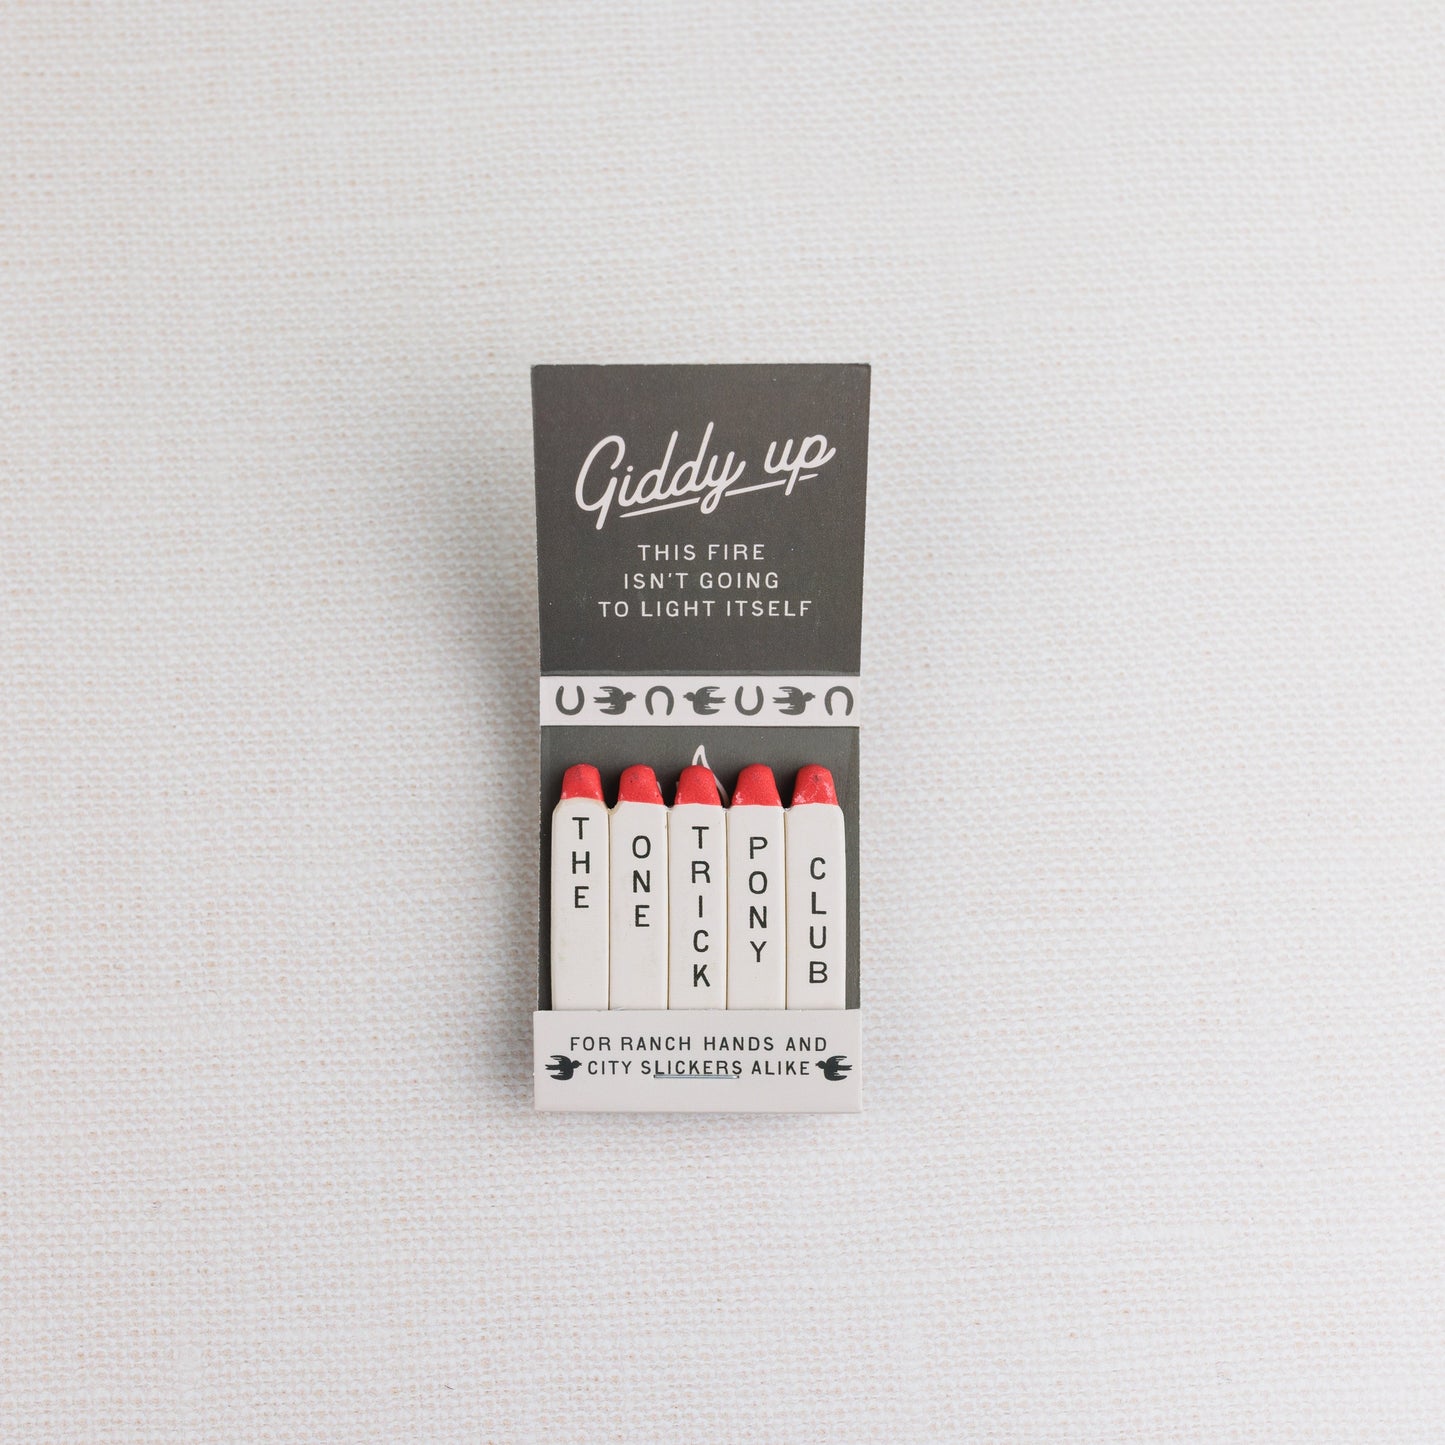 Giddy up
THIS FIRE
ISN'T GOING
TO LIGHT ITSELF
THE
ONE
TRICK
PONY
CLUB
FOR RANCH HANDS AND
CITY SLICKERS ALIKE